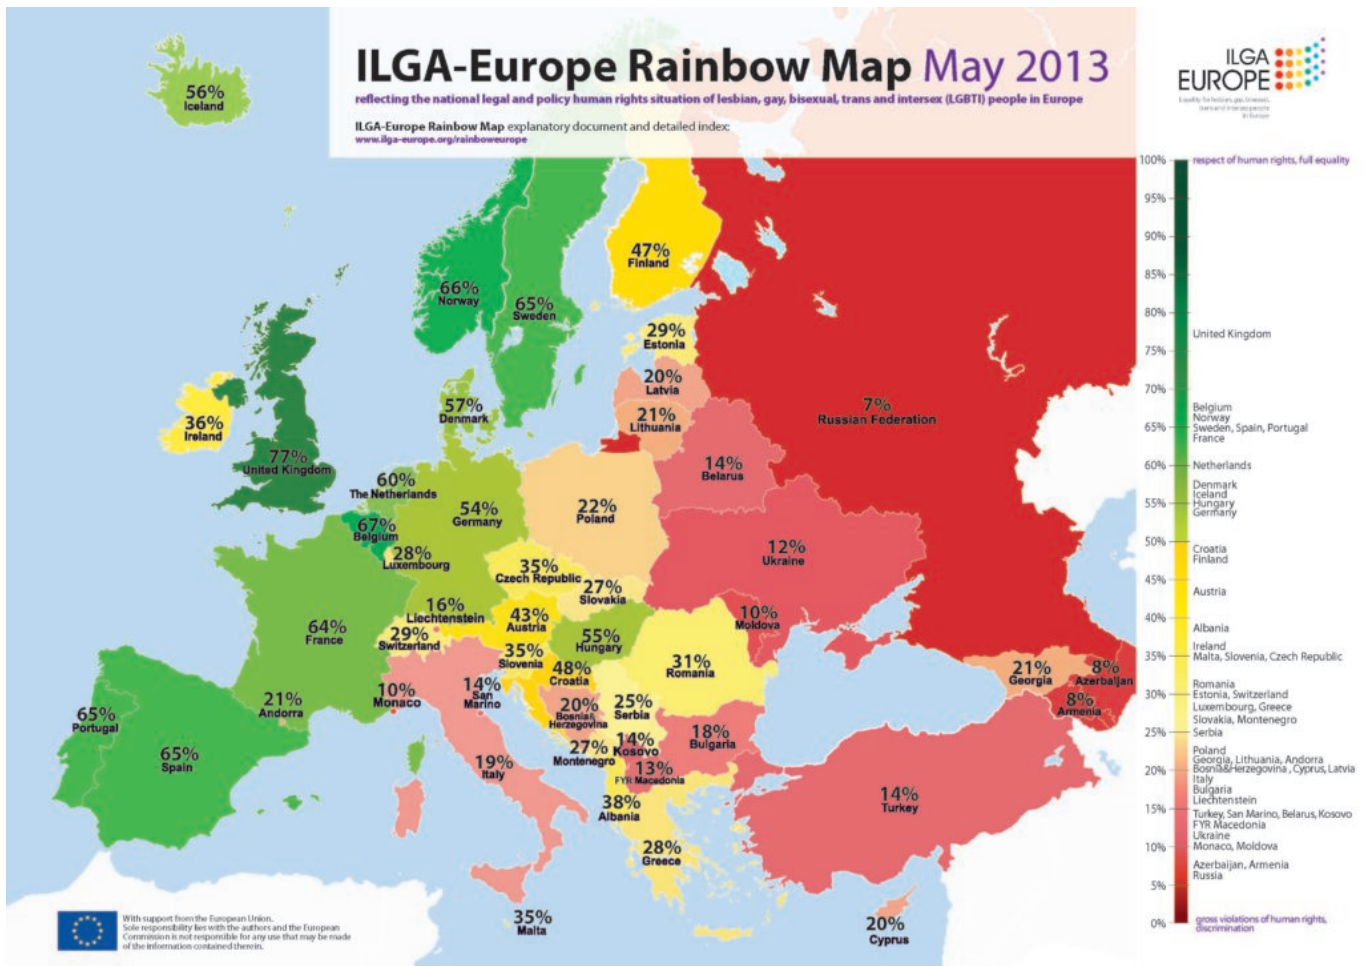 ILGA-Europe Rainbow Map May 2013
reflecting the national legal and policy human rights situation of lesbian, gay, bisexual, trans and intersex (LGBTI) people in Europe
ILGA-Europe Rainbow Map explanatory document and detailed index:
www.ilga-europe.org/rainboweurope
ILGA
EUROPE
Equality for lesbian, gay, bisexual,
trans and intersex people
in Europe
56%
Iceland
66%
Norway
65%
Sweden
47%
Finland
29%
Estonia
20%
Latvia
21%
Lithuania
7%
Russian Federation
36%
Ireland
77%
United Kingdom
57%
Denmark
60%
The Netherlands
54%
Germany
67%
Belgium
28%
Luxembourg
22%
Poland
14%
Belarus
12%
Ukraine
35%
Czech Republic
27%
Slovakia
16%
Liechtenstein
43%
Austria
55%
Hungary
10%
Moldova
64%
France
29%
Switzerland
35%
Slovenia
48%
Croatia
31%
Romania
21%
Georgia
8%
Azerbaijan
8%
Armenia
65%
Portugal
65%
Spain
21%
Andorra
10%
Monaco
14%
San
Marino
20%
Bosnia&
Herzegovina
25%
Serbia
18%
Bulgaria
27%
Montenegro
14%
Kosovo
13%
FYR Macedonia
19%
Italy
38%
Albania
14%
Turkey
28%
Greece
35%
Malta
20%
Cyprus
100%
respect of human rights, full equality
95%
90%
85%
80%
United Kingdom
75%
70%
Belgium
Norway
65%
Sweden, Spain, Portugal
France
60%
Netherlands
Denmark
Iceland
55%
Hungary
Germany
50%
Croatia
Finland
45%
Austria
40%
Albania
Ireland
35%
Malta, Slovenia, Czech Republic
Romania
30%
Estonia, Switzerland
Luxembourg, Greece
Slovakia, Montenegro
25%
Serbia
Poland
Georgia, Lithuania, Andorra
20%
Bosnia&Herzegovina , Cyprus, Latvia
Italy
Bulgaria
Liechtenstein
15%
Turkey, San Marino, Belarus, Kosovo
FYR Macedonia
Ukraine
10%
Monaco, Moldova
Azerbaijan, Armenia
Russia
5%
0%
gross violations of human rights,
discrimination
With support from the European Union.
Sole responsibility lies with the authors and the European
Commission is not responsible for any use that may be made
of the information contained therein.